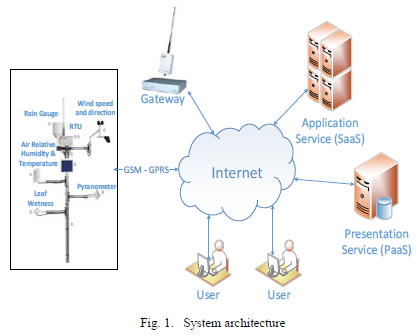 Gateway
Application
Service (SaaS)
Rain Gauge
Wind speed
and direction
RTU
Air Relative
Humidity &
Temperature
Pyranometer
Leaf
Wetness
GSM - GPRS
Internet
Presentation
Service (PaaS)
User
User
Fig. 1. System architecture